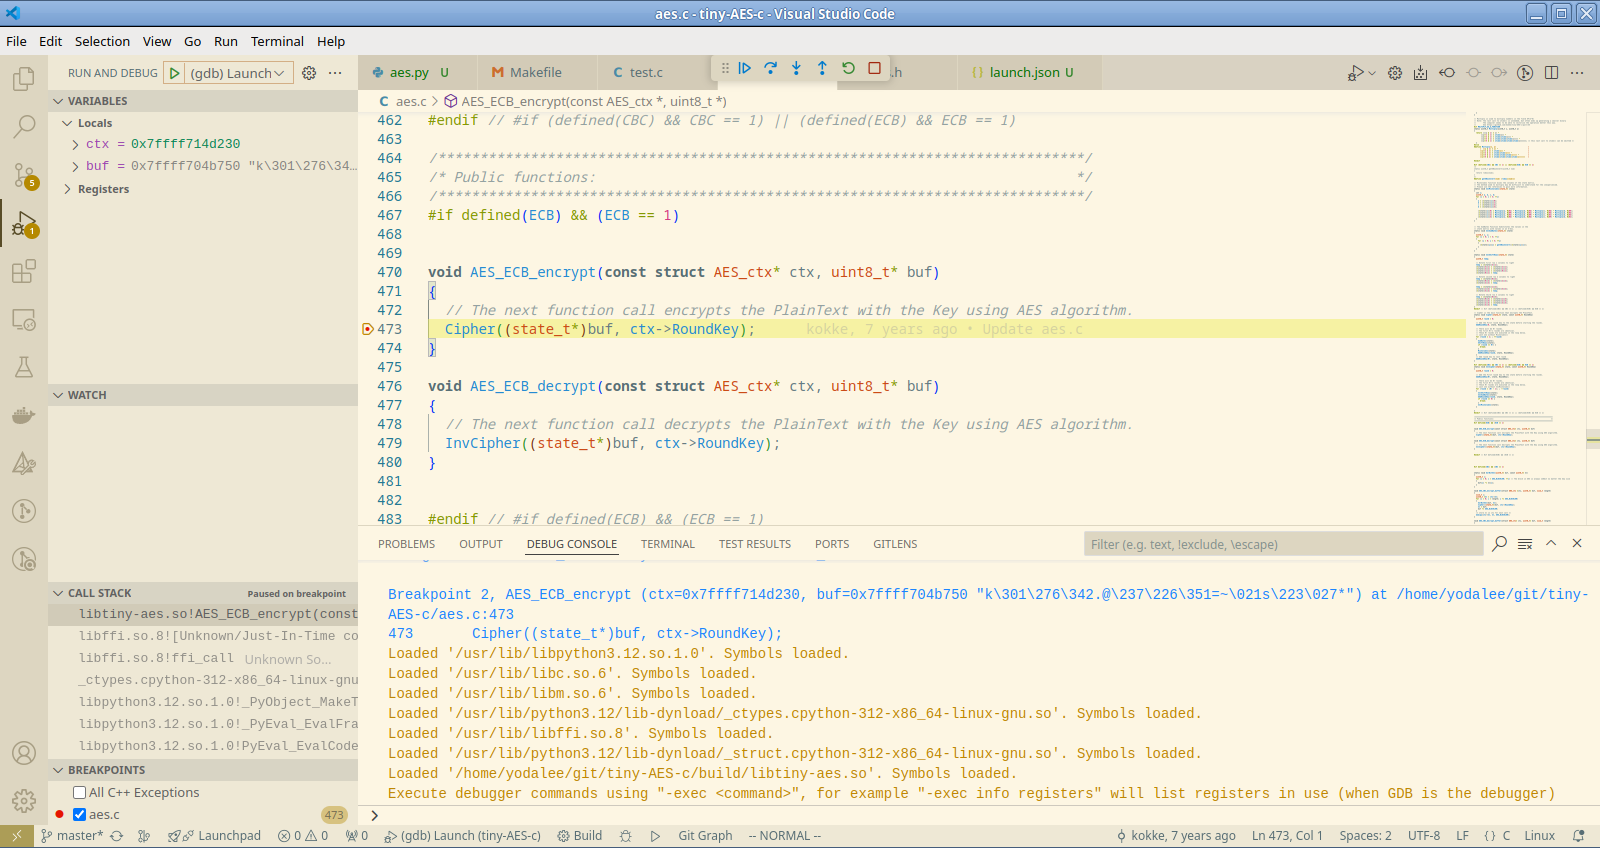 aes.c - tiny-AES-c - Visual Studio Code
File Edit Selection View Go Run Terminal Help
RUN AND DEBUG (gdb) Launch ...
aes.py U Makefile test.c .h launch.json U
VARIABLES
Locals
ctx = 0x7ffff714d230
buf = 0x7ffff704b750 "k\301\276\34…
Registers
WATCH
CALL STACK Paused on breakpoint
libtiny-aes.so!AES_ECB_encrypt(const
libffi.so.8![Unknown/Just-In-Time co
libffi.so.8!ffi_call Unknown So...
_ctypes.cpython-312-x86_64-linux-gnu
libpython3.12.so.1.0!_PyObject_MakeT
libpython3.12.so.1.0!_PyEval_EvalFra
libpython3.12.so.1.0!PyEval_EvalCode
BREAKPOINTS
All C++ Exceptions
aes.c 473
5
1
C aes.c > AES_ECB_encrypt(const AES_ctx *, uint8_t *)
462 #endif // #if (defined(CBC) && CBC == 1) || (defined(ECB) && ECB == 1)
463
464 /*****************************************************************************/
465 /* Public functions: */
466 /*****************************************************************************/
467 #if defined(ECB) && (ECB == 1)
468
469
470 void AES_ECB_encrypt(const struct AES_ctx* ctx, uint8_t* buf)
471 {
472 // The next function call encrypts the PlainText with the Key using AES algorithm.
473 Cipher((state_t*)buf, ctx->RoundKey); kokke, 7 years ago • Update aes.c
474 }
475
476 void AES_ECB_decrypt(const struct AES_ctx* ctx, uint8_t* buf)
477 {
478 // The next function call decrypts the PlainText with the Key using AES algorithm.
479 InvCipher((state_t*)buf, ctx->RoundKey);
480 }
481
482
483 #endif // #if defined(ECB) && (ECB == 1)
PROBLEMS OUTPUT DEBUG CONSOLE TERMINAL TEST RESULTS PORTS GITLENS Filter (e.g. text, !exclude, \escape)
Breakpoint 2, AES_ECB_encrypt (ctx=0x7ffff714d230, buf=0x7ffff704b750 "k\301\276\342.@\237\226\351=~\021s\223\027*") at /home/yodalee/git/tiny-
AES-c/aes.c:473
473 Cipher((state_t*)buf, ctx->RoundKey);
Loaded '/usr/lib/libpython3.12.so.1.0'. Symbols loaded.
Loaded '/usr/lib/libc.so.6'. Symbols loaded.
Loaded '/usr/lib/libm.so.6'. Symbols loaded.
Loaded '/usr/lib/python3.12/lib-dynload/_ctypes.cpython-312-x86_64-linux-gnu.so'. Symbols loaded.
Loaded '/usr/lib/libffi.so.8'. Symbols loaded.
Loaded '/usr/lib/python3.12/lib-dynload/_struct.cpython-312-x86_64-linux-gnu.so'. Symbols loaded.
Loaded '/home/yodalee/git/tiny-AES-c/build/libtiny-aes.so'. Symbols loaded.
Execute debugger commands using "-exec <command>", for example "-exec info registers" will list registers in use (when GDB is the debugger)
>
master* Launchpad 0 0 0 (gdb) Launch (tiny-AES-c) Build Git Graph -- NORMAL -- kokke, 7 years ago Ln 473, Col 1 Spaces: 2 UTF-8 LF {} C Linux